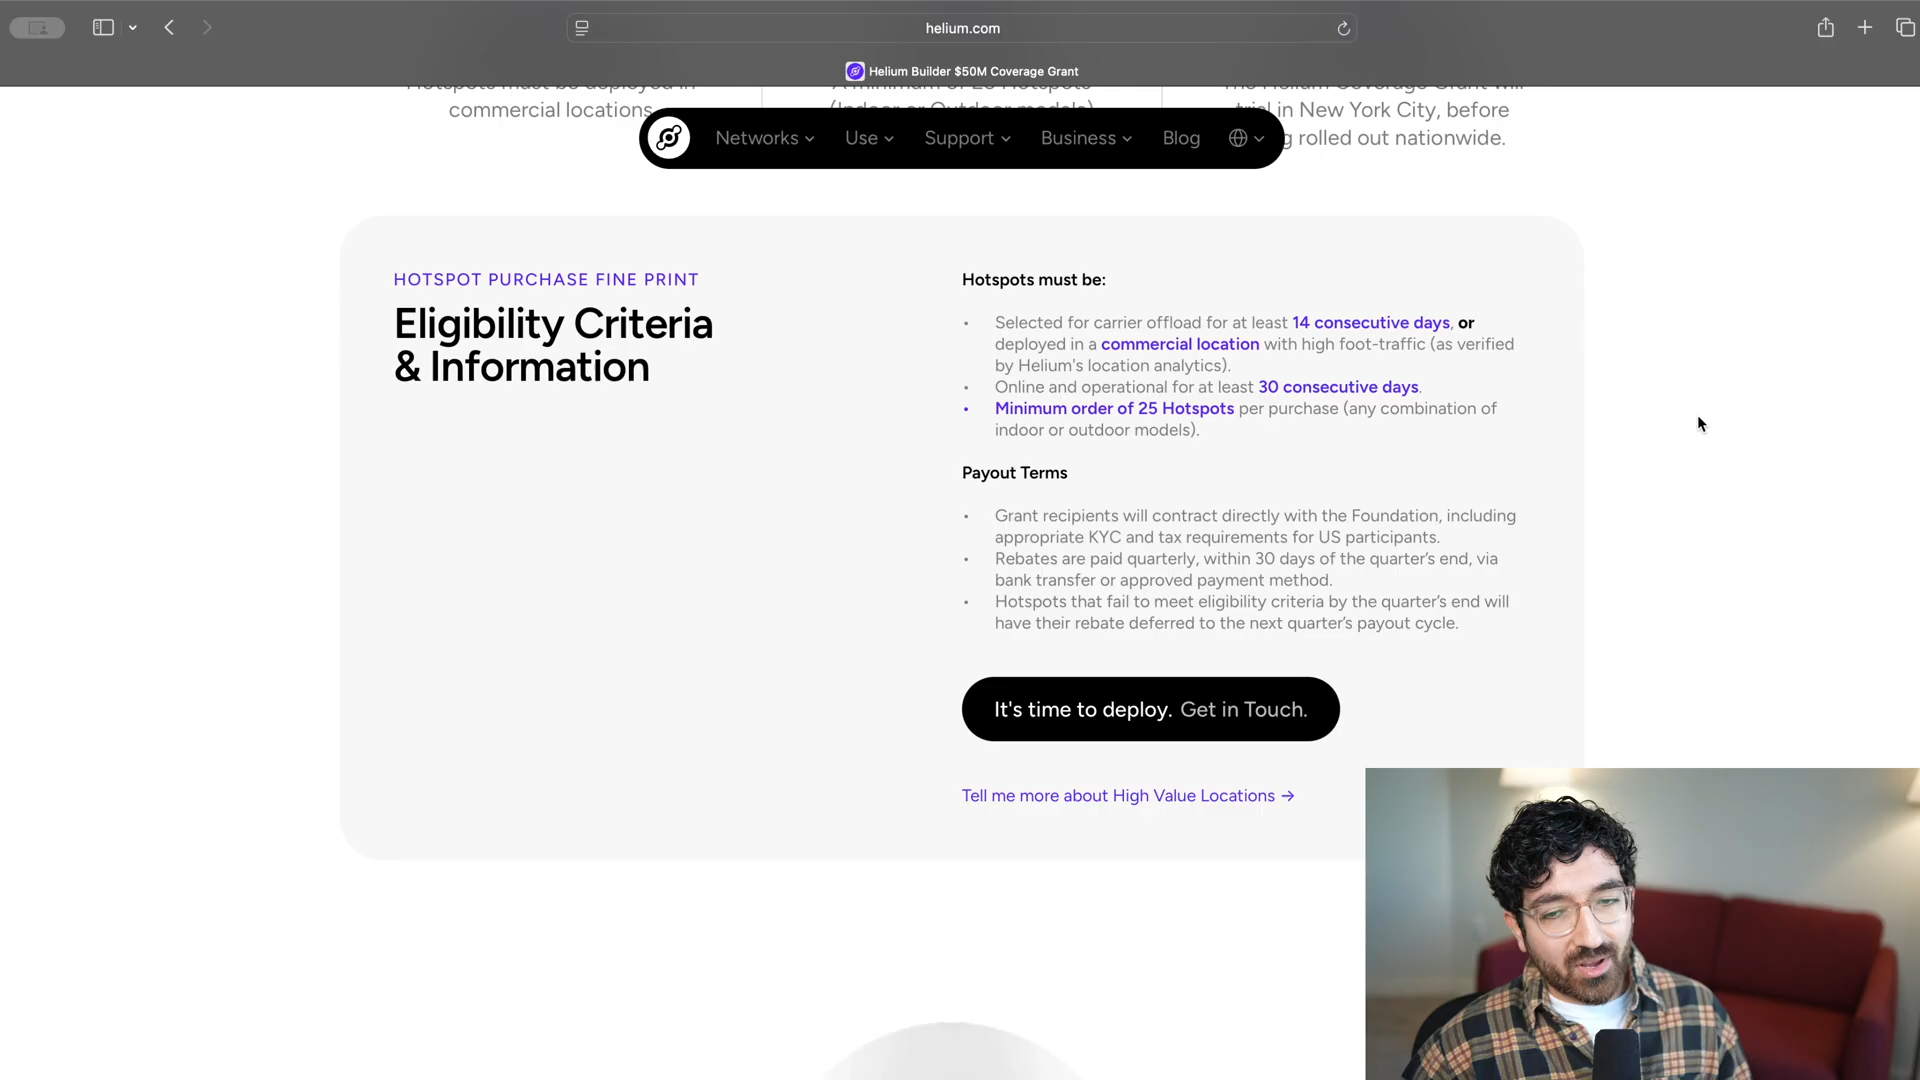 helium.com
Helium Builder $50M Coverage Grant
Hotspots must be deployed in
commercial locations
A minimum of 25 Hotspots
(Indoor or Outdoor models)
The Helium Coverage Grant will
trial in New York City, before
rolled out nationwide.
Networks
Use
Support
Business
Blog
HOTSPOT PURCHASE FINE PRINT
Eligibility Criteria
& Information
Hotspots must be:
• Selected for carrier offload for at least 14 consecutive days, or
deployed in a commercial location with high foot-traffic (as verified
by Helium's location analytics).
• Online and operational for at least 30 consecutive days.
• Minimum order of 25 Hotspots per purchase (any combination of
indoor or outdoor models).
Payout Terms
• Grant recipients will contract directly with the Foundation, including
appropriate KYC and tax requirements for US participants.
• Rebates are paid quarterly, within 30 days of the quarter’s end, via
bank transfer or approved payment method.
• Hotspots that fail to meet eligibility criteria by the quarter’s end will
have their rebate deferred to the next quarter’s payout cycle.
It's time to deploy. Get in Touch.
Tell me more about High Value Locations →